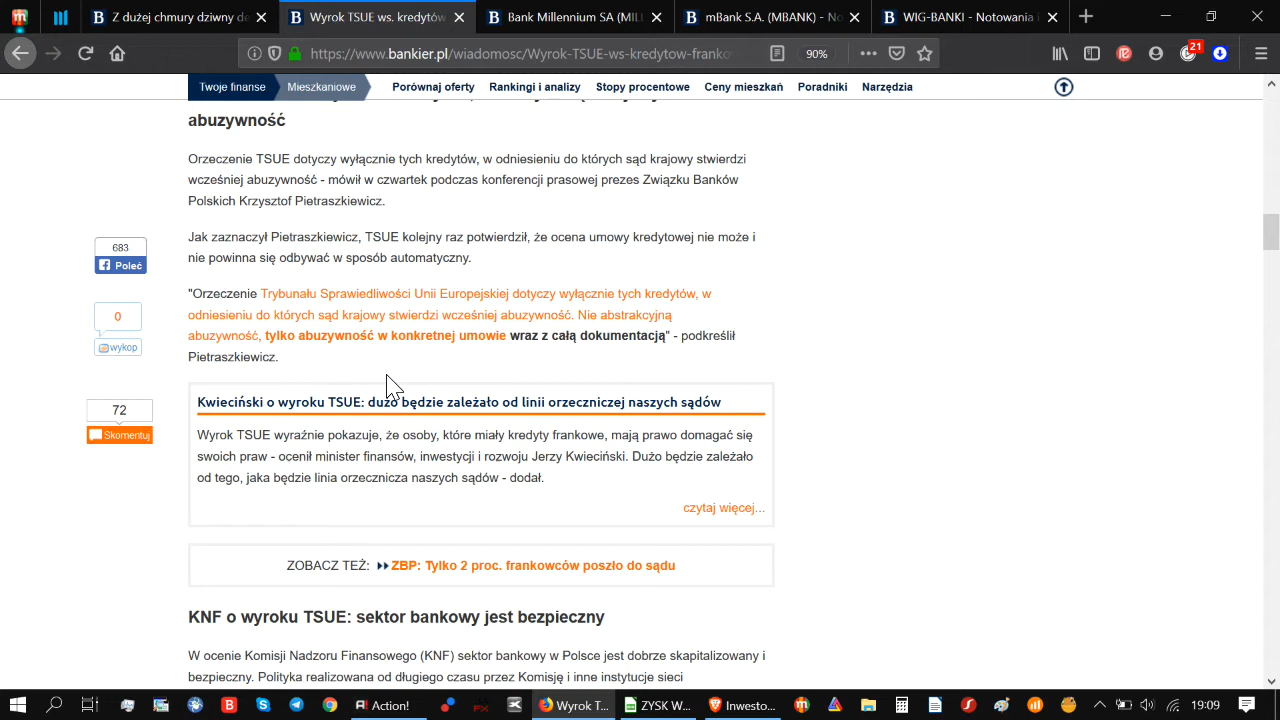 Z dużej chmury dziwny de
Wyrok TSUE ws. kredytów
Bank Millennium SA (MILL
mBank S.A. (MBANK) - No
WIG-BANKI - Notowania i
https://www.bankier.pl/wiadomosc/Wyrok-TSUE-ws-kredytow-franko
90%
21
Twoje finanse
Mieszkaniowe
Porównaj oferty
Rankingi i analizy
Stopy procentowe
Ceny mieszkań
Poradniki
Narzędzia
abuzywność
Orzeczenie TSUE dotyczy wyłącznie tych kredytów, w odniesieniu do których sąd krajowy stwierdzi
wcześniej abuzywność - mówił w czwartek podczas konferencji prasowej prezes Związku Banków
Polskich Krzysztof Pietraszkiewicz.
Jak zaznaczył Pietraszkiewicz, TSUE kolejny raz potwierdził, że ocena umowy kredytowej nie może i
nie powinna się odbywać w sposób automatyczny.
"Orzeczenie Trybunału Sprawiedliwości Unii Europejskiej dotyczy wyłącznie tych kredytów, w
odniesieniu do których sąd krajowy stwierdzi wcześniej abuzywność. Nie abstrakcyjną
abuzywność, tylko abuzywność w konkretnej umowie wraz z całą dokumentacją" - podkreślił
Pietraszkiewicz.
683
Poleć
0
wykop
72
Skomentuj
Kwieciński o wyroku TSUE: dużo będzie zależało od linii orzeczniczej naszych sądów
Wyrok TSUE wyraźnie pokazuje, że osoby, które miały kredyty frankowe, mają prawo domagać się
swoich praw - ocenił minister finansów, inwestycji i rozwoju Jerzy Kwieciński. Dużo będzie zależało
od tego, jaka będzie linia orzecznicza naszych sądów - dodał.
czytaj więcej...
ZOBACZ TEŻ: ZBP: Tylko 2 proc. frankowców poszło do sądu
KNF o wyroku TSUE: sektor bankowy jest bezpieczny
W ocenie Komisji Nadzoru Finansowego (KNF) sektor bankowy w Polsce jest dobrze skapitalizowany i
bezpieczny. Polityka realizowana od długiego czasu przez Komisję i inne instytucje sieci
Action!
Wyrok T...
ZYSK W...
Inwesto...
19:09